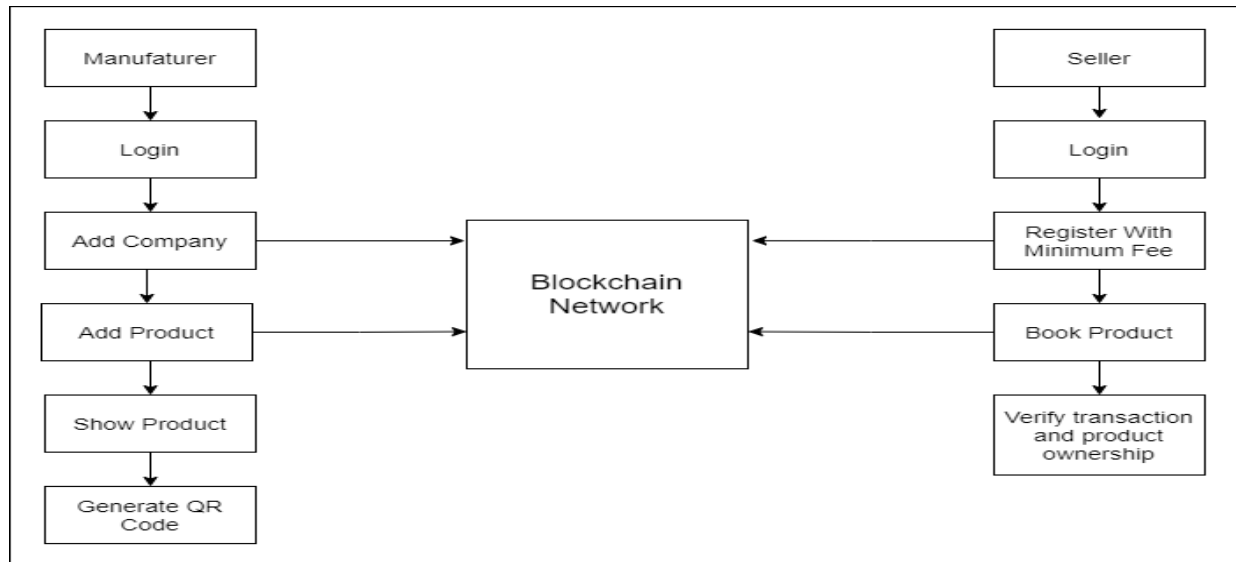 Manufaturer
Login
Add Company
Add Product
Show Product
Generate QR
Code
Blockchain
Network
Seller
Login
Register With
Minimum Fee
Book Product
Verify transaction
and product
ownership